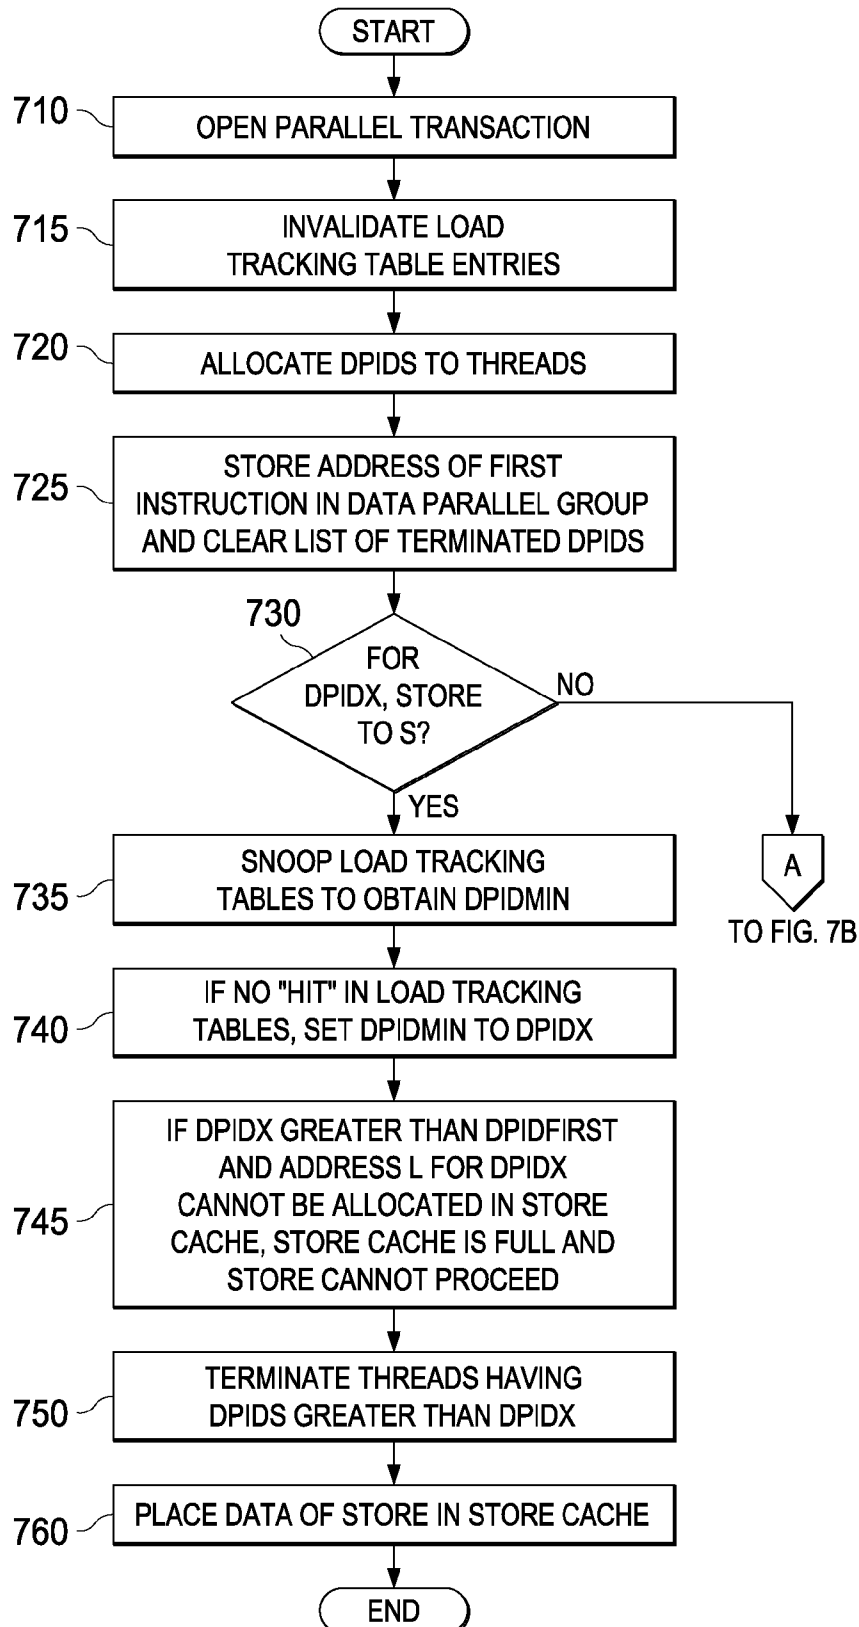 START
710
OPEN PARALLEL TRANSACTION
715
INVALIDATE LOAD
TRACKING TABLE ENTRIES
720
ALLOCATE DPIDS TO THREADS
725
STORE ADDRESS OF FIRST
INSTRUCTION IN DATA PARALLEL GROUP
AND CLEAR LIST OF TERMINATED DPIDS
730
FOR
DPIDX, STORE
TO S?
NO
YES
A
TO FIG. 7B
735
SNOOP LOAD TRACKING
TABLES TO OBTAIN DPIDMIN
740
IF NO "HIT" IN LOAD TRACKING
TABLES, SET DPIDMIN TO DPIDX
745
IF DPIDX GREATER THAN DPIDFIRST
AND ADDRESS L FOR DPIDX
CANNOT BE ALLOCATED IN STORE
CACHE, STORE CACHE IS FULL AND
STORE CANNOT PROCEED
750
TERMINATE THREADS HAVING
DPIDS GREATER THAN DPIDX
760
PLACE DATA OF STORE IN STORE CACHE
END